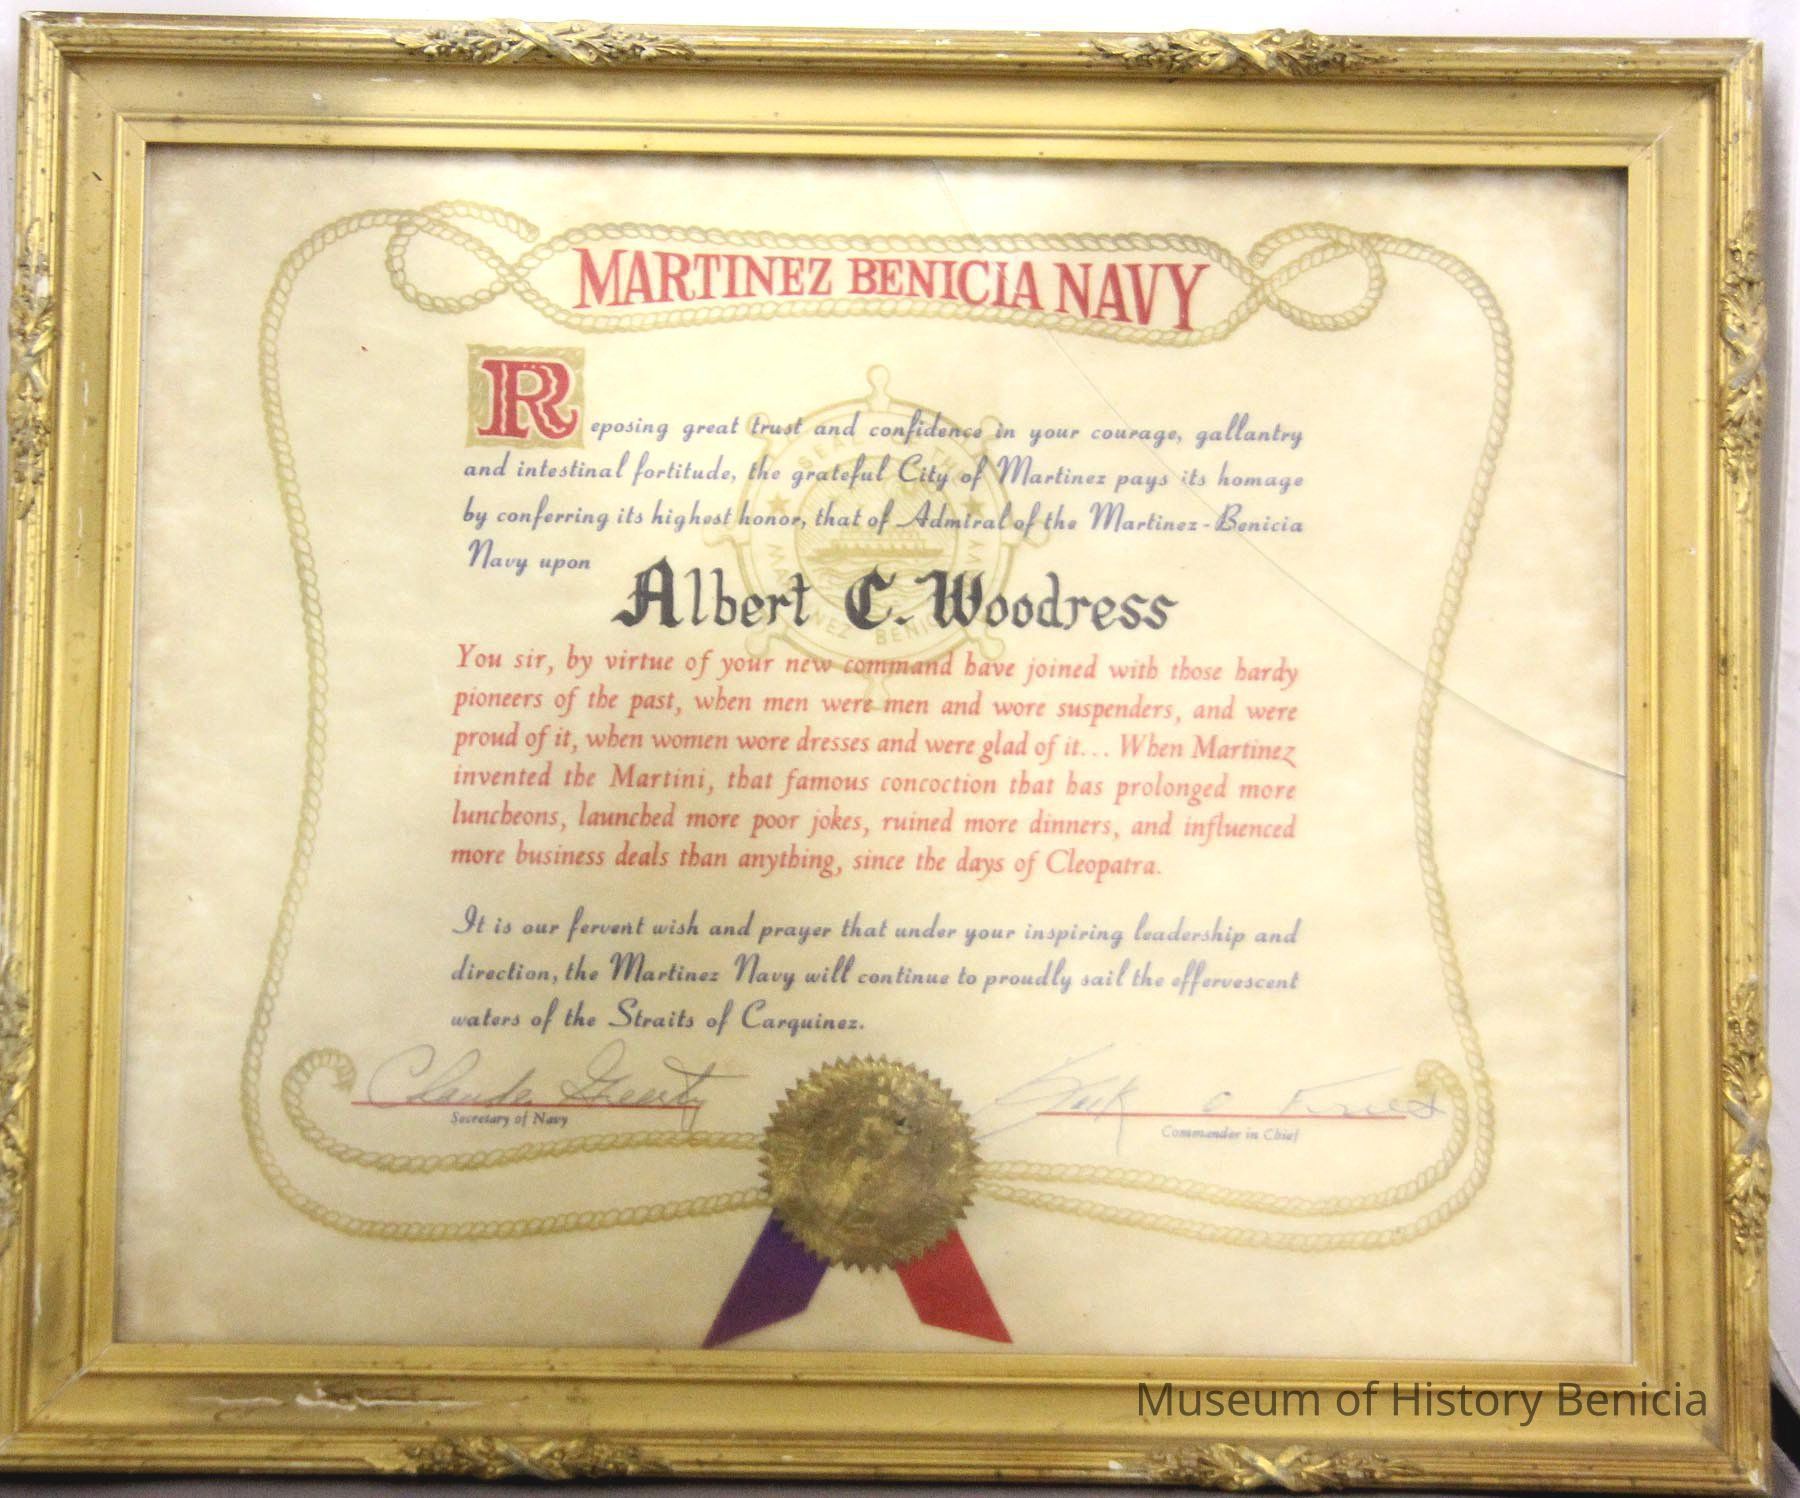 MARTINEZ BENICIA NAVY
Reposing great trust and confidence in your courage, gallantry
and intestinal fortitude, the grateful City of Martinez pays its homage
by conferring its highest honor, that of Admiral of the Martinez-Benicia
Navy upon
Albert C. Woodress
You sir, by virtue of your new command have joined with those hardy
pioneers of the past, when men were men and wore suspenders, and were
proud of it, when women wore dresses and were glad of it... When Martinez
invented the Martini, that famous concoction that has prolonged more
luncheons, launched more poor jokes, ruined more dinners, and influenced
more business deals than anything, since the days of Cleopatra.
It is our fervent wish and prayer that under your inspiring leadership and
direction, the Martinez Navy will continue to proudly sail the effervescent
waters of the Straits of Carquinez.
Claude
Secretary of Navy
Commander in Chief
Museum of History Benicia